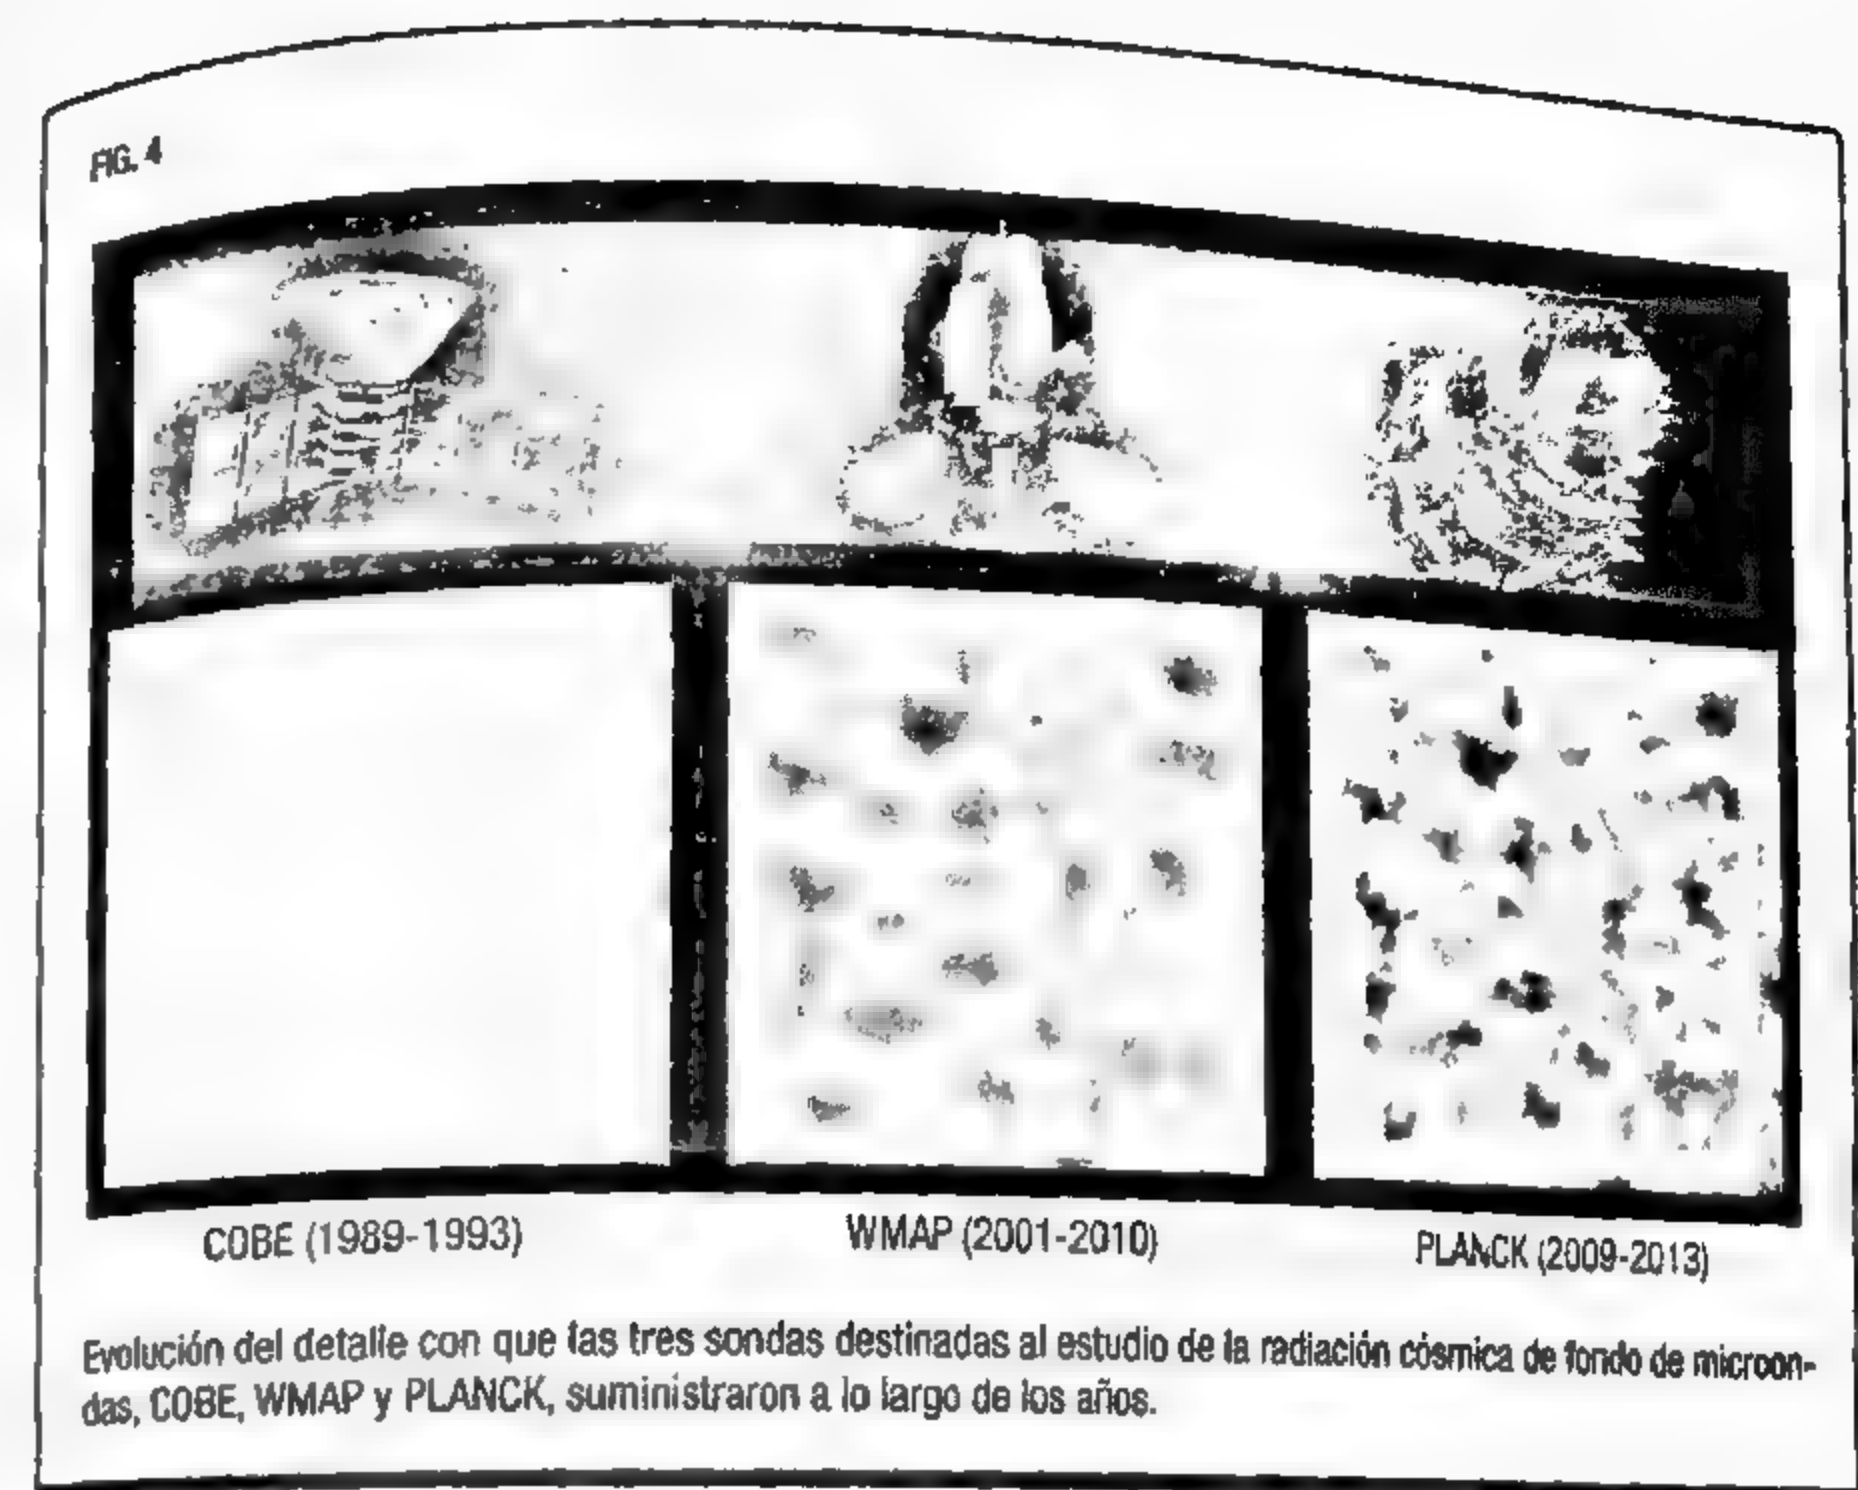 FIG. 4
COBE (1989-1993)
WMAP (2001-2010)
PLANCK (2009-2013)
Evolución del detalle con que las tres sondas destinadas al estudio de la radiación cósmica de fondo de microon-
das, COBE, WMAP y PLANCK, suministraron a lo largo de los años.